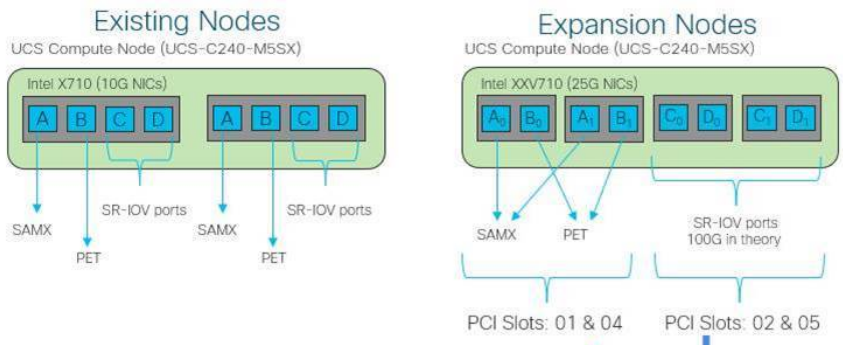 Existing Nodes
UCS Compute Node (UCS-C240-M5SX)
Intel X710 (10G NICs)
A B C D A B C D
SR-IOV ports SR-IOV ports
SAMX SAMX
PET PET
Expansion Nodes
UCS Compute Node (UCS-C240-M5SX)
Intel XXV710 (25G NICs)
A₀ B₀ A₁ B₁ C₀ D₀ C₁ D₁
SAMX PET
SR-IOV ports
100G in theory
PCI Slots: 01 & 04 PCI Slots: 02 & 05